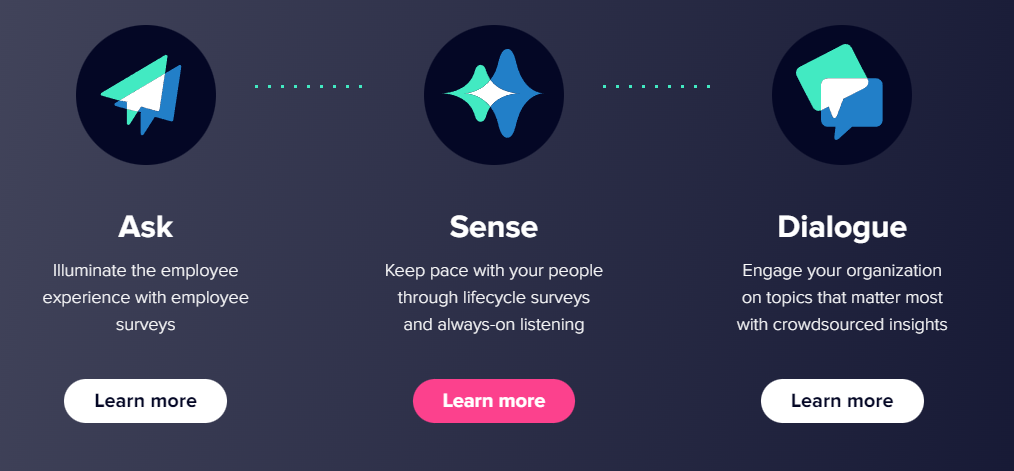 Ask
Illuminate the employee
experience with employee
surveys
Learn more
Sense
Keep pace with your people
through lifecycle surveys
and always-on listening
Learn more
Dialogue
Engage your organization
on topics that matter most
with crowdsourced insights
Learn more